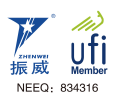 ZHENWEI
振威
ufi
Member
NEEQ：834316